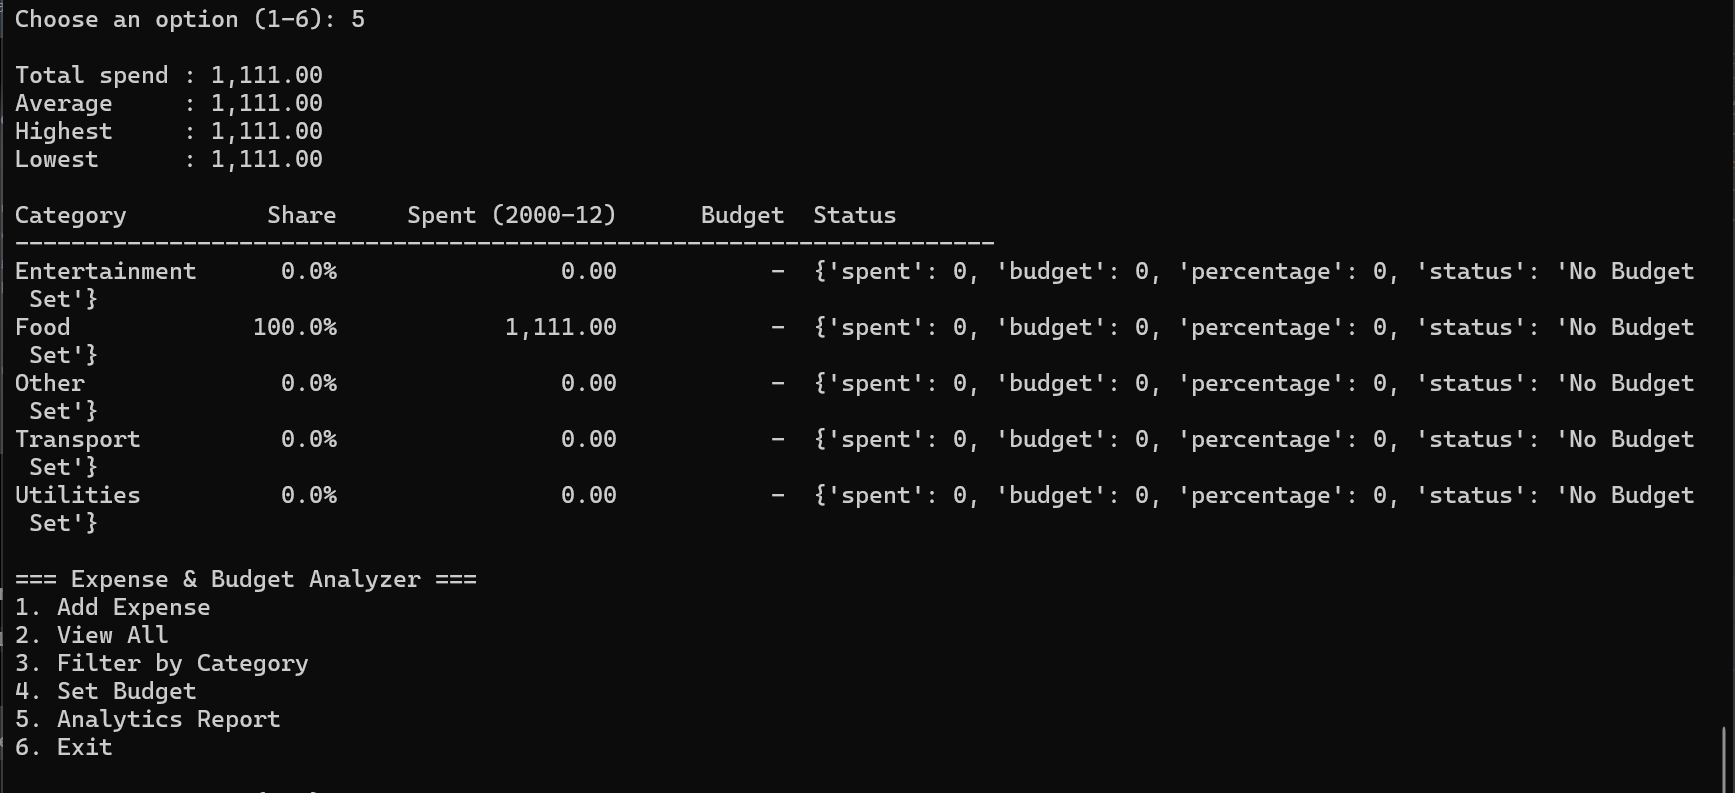 Choose an option (1-6): 5
Total spend : 1,111.00
Average     : 1,111.00
Highest     : 1,111.00
Lowest      : 1,111.00
Category          Share     Spent (2000-12)      Budget  Status
----------------------------------------------------------------------
Entertainment      0.0%                0.00           -  {'spent': 0, 'budget': 0, 'percentage': 0, 'status': 'No Budget
 Set'}
Food             100.0%            1,111.00           -  {'spent': 0, 'budget': 0, 'percentage': 0, 'status': 'No Budget
 Set'}
Other              0.0%                0.00           -  {'spent': 0, 'budget': 0, 'percentage': 0, 'status': 'No Budget
 Set'}
Transport          0.0%                0.00           -  {'spent': 0, 'budget': 0, 'percentage': 0, 'status': 'No Budget
 Set'}
Utilities          0.0%                0.00           -  {'spent': 0, 'budget': 0, 'percentage': 0, 'status': 'No Budget
 Set'}
=== Expense & Budget Analyzer ===
1. Add Expense
2. View All
3. Filter by Category
4. Set Budget
5. Analytics Report
6. Exit